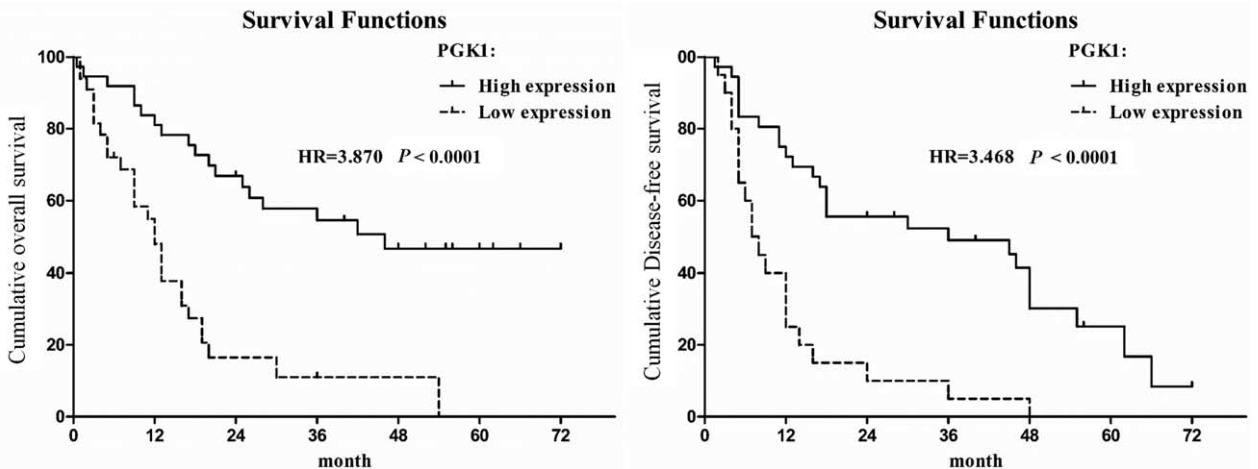 Survival Functions
PGK1:
High expression
Low expression
HR=3.870 P < 0.0001
Cumulative overall survival
100
80
60
40
20
0
0 12 24 36 48 60 72
month
Survival Functions
PGK1:
High expression
Low expression
HR=3.468 P < 0.0001
Cumulative Disease-free survival
00
80
60
40
20
0
0 12 24 36 48 60 72
month